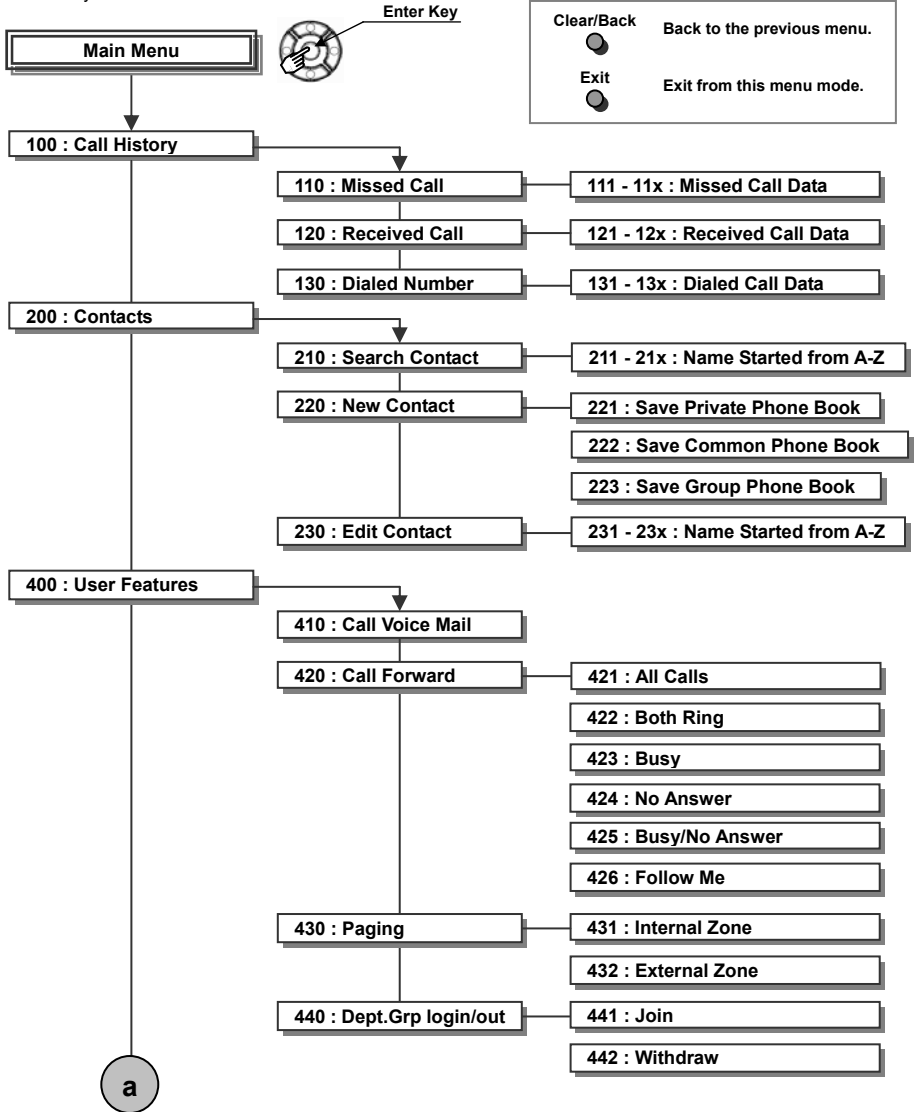 Enter Key
Main Menu
Clear/Back
Back to the previous menu.
Exit
Exit from this menu mode.
100 : Call History
110 : Missed Call
111 - 11x : Missed Call Data
120 : Received Call
121 - 12x : Received Call Data
130 : Dialed Number
131 - 13x : Dialed Call Data
200 : Contacts
210 : Search Contact
211 - 21x : Name Started from A-Z
220 : New Contact
221 : Save Private Phone Book
222 : Save Common Phone Book
223 : Save Group Phone Book
230 : Edit Contact
231 - 23x : Name Started from A-Z
400 : User Features
410 : Call Voice Mail
420 : Call Forward
421 : All Calls
422 : Both Ring
423 : Busy
424 : No Answer
425 : Busy/No Answer
426 : Follow Me
430 : Paging
431 : Internal Zone
432 : External Zone
440 : Dept.Grp login/out
441 : Join
442 : Withdraw
a